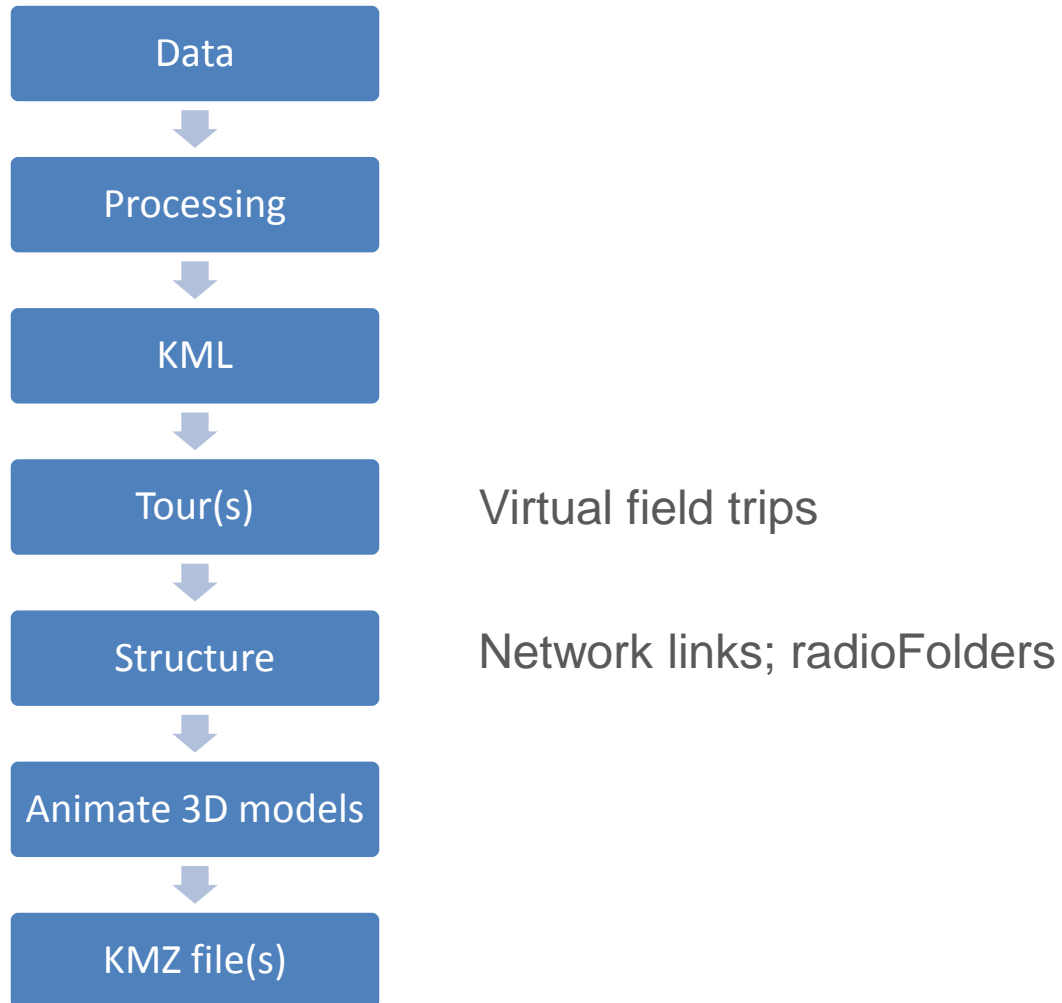 Data
Processing
KML
Tour(s)
Virtual field trips
Structure
Network links; radioFolders
Animate 3D models
KMZ file(s)